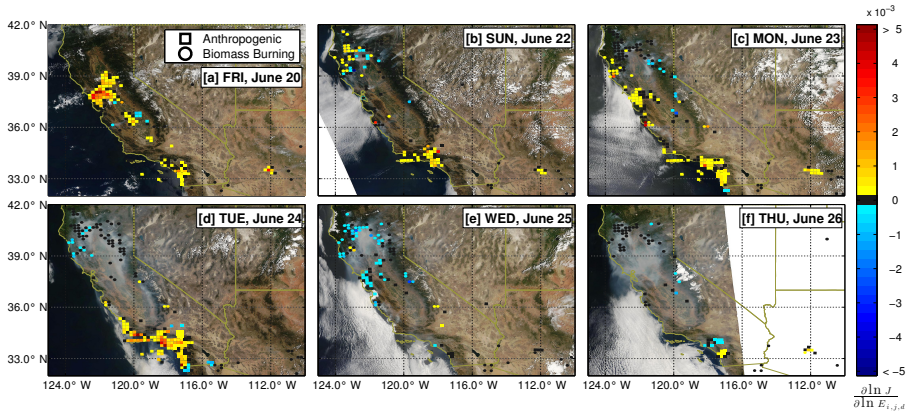 42.0° N
39.0° N
36.0° N
33.0° N
Anthropogenic
Biomass Burning
[a] FRI, June 20
[b] SUN, June 22
[c] MON, June 23
x 10⁻³
> 5
4
3
2
1
0
−1
−2
−3
−4
< −5
42.0° N
39.0° N
36.0° N
33.0° N
[d] TUE, June 24
[e] WED, June 25
[f] THU, June 26
124.0° W 120.0° W 116.0° W 112.0° W
124.0° W 120.0° W 116.0° W 112.0° W
124.0° W 120.0° W 116.0° W 112.0° W
∂ ln J
∂ ln E i,j,d